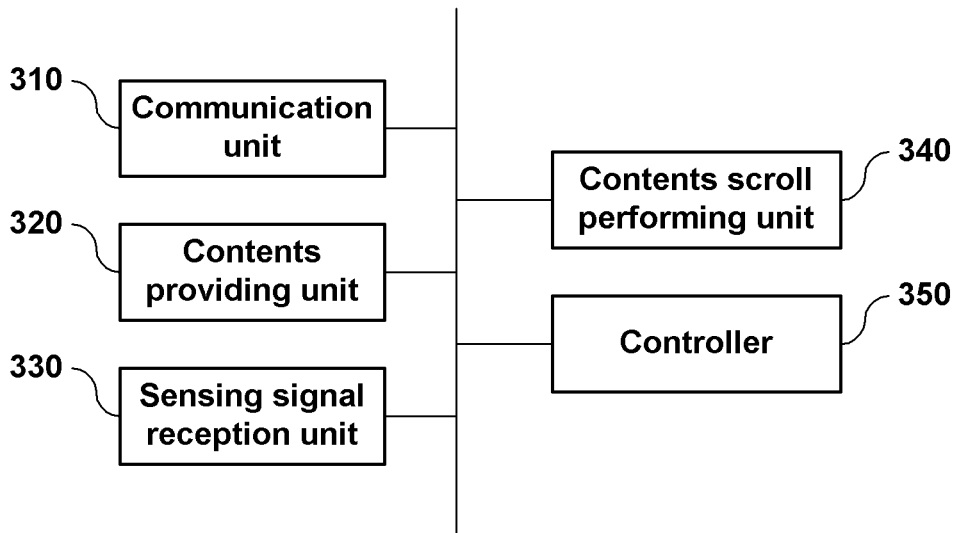 310
Communication
unit
320
Contents
providing unit
330
Sensing signal
reception unit
340
Contents scroll
performing unit
350
Controller